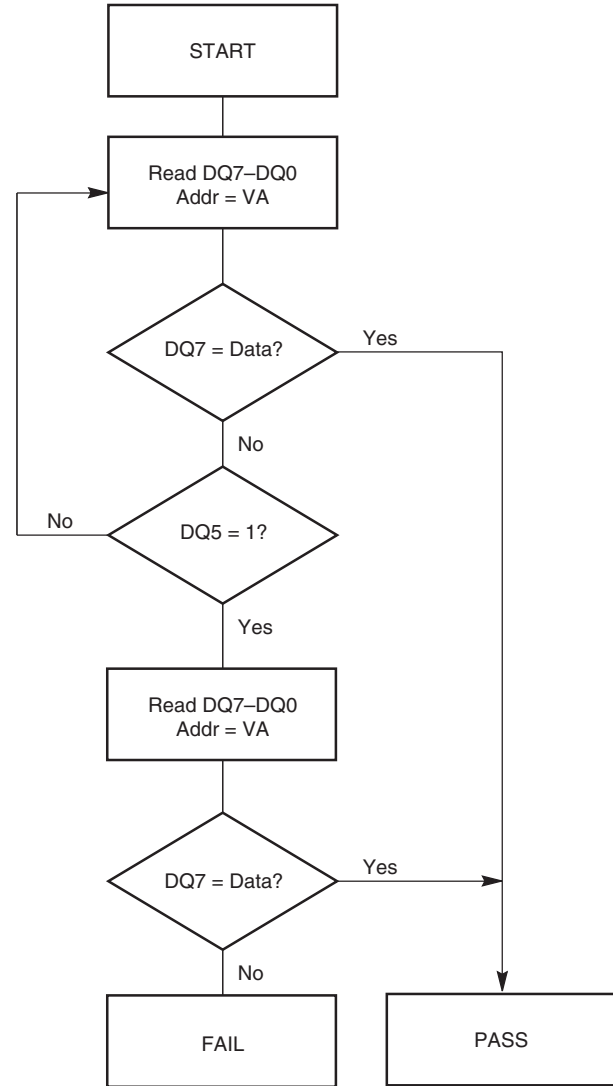 START
Read DQ7–DQ0
Addr = VA
DQ7 = Data?
Yes
No
DQ5 = 1?
No
Yes
Read DQ7–DQ0
Addr = VA
DQ7 = Data?
Yes
No
FAIL
PASS